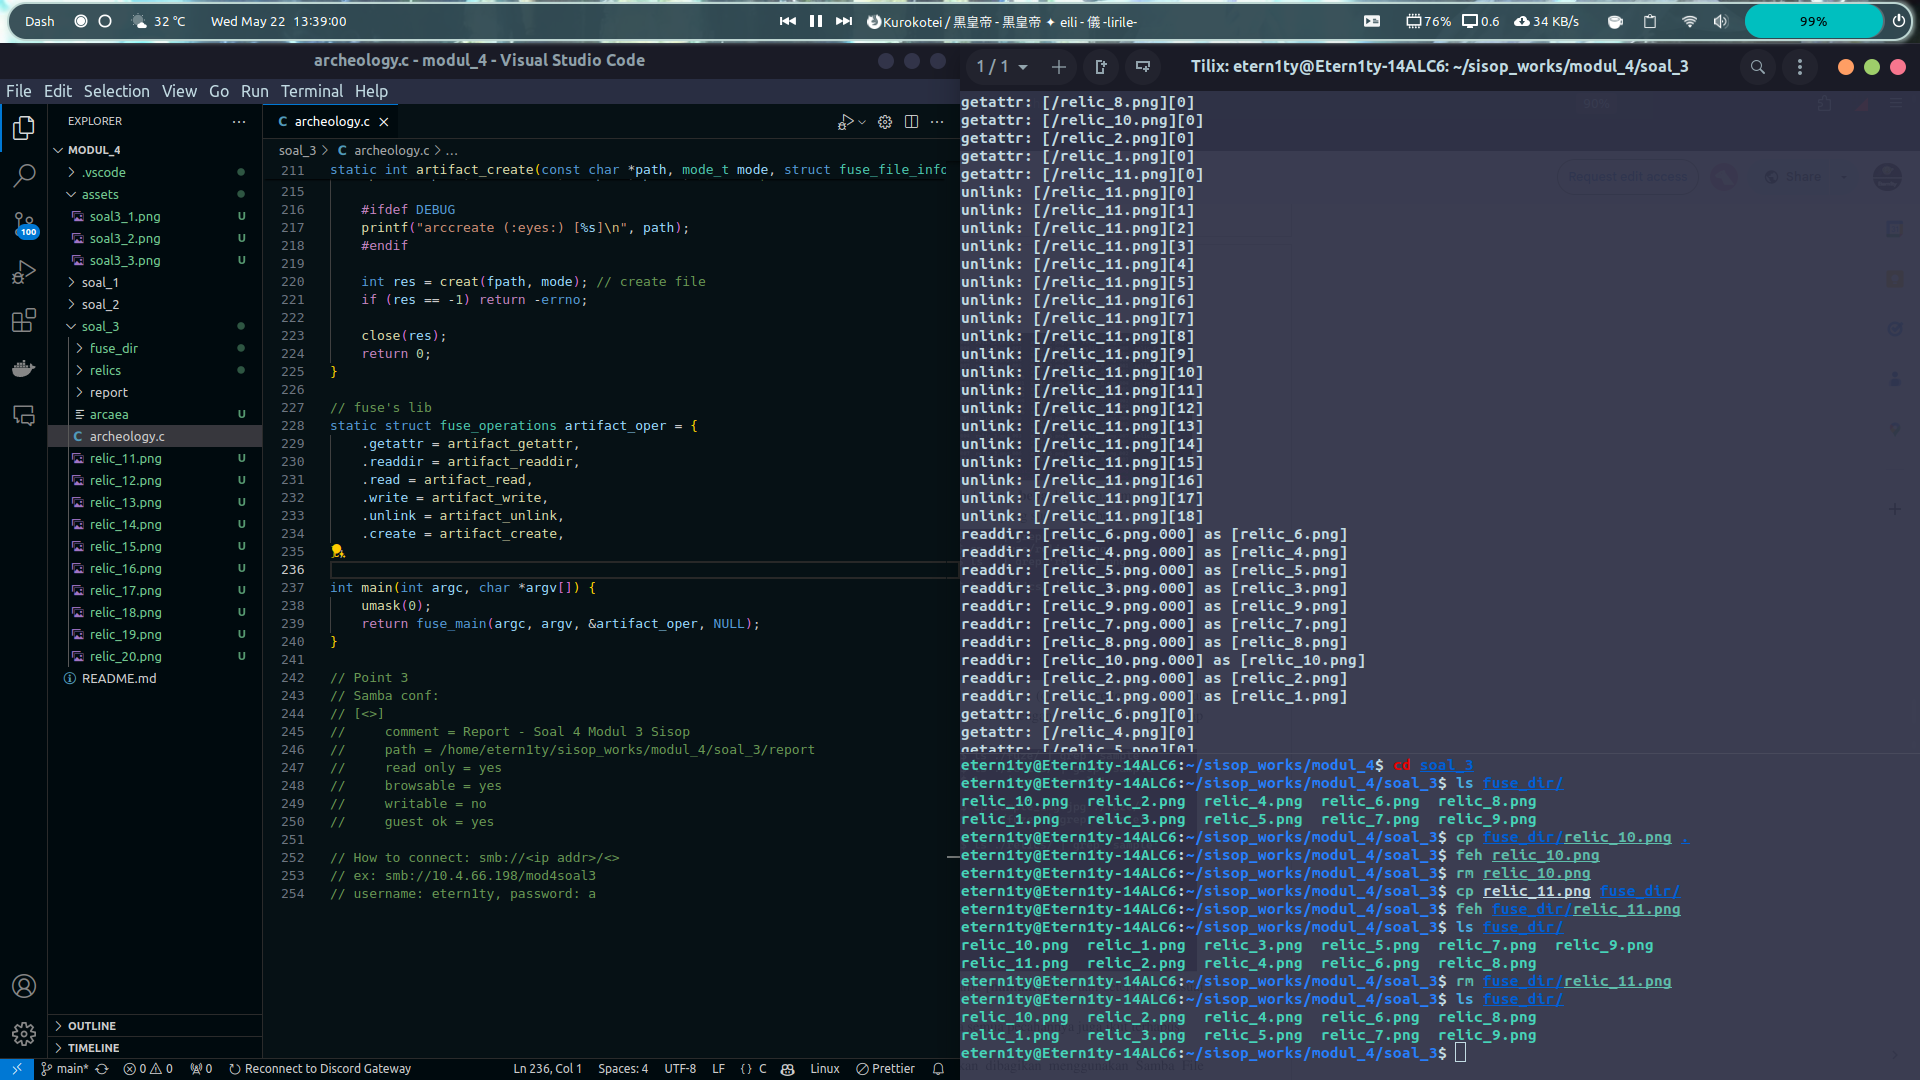 Dash 32 °C Wed May 22 13:39:00
Kurokotei / 黒皇帝 - 黒皇帝 ✦ eili - 儀 -lirile-
76% 0.6 34 KB/s 99%
archeology.c - modul_4 - Visual Studio Code
File Edit Selection View Go Run Terminal Help
EXPLORER
MODUL_4
.vscode
assets
soal3_1.png U
soal3_2.png U
soal3_3.png U
soal_1
soal_2
soal_3
fuse_dir
relics
report
arcaea U
archeology.c
relic_11.png U
relic_12.png U
relic_13.png U
relic_14.png U
relic_15.png U
relic_16.png U
relic_17.png U
relic_18.png U
relic_19.png U
relic_20.png U
README.md
OUTLINE
TIMELINE
100
C archeology.c
soal_3 > C archeology.c > ...
211 static int artifact_create(const char *path, mode_t mode, struct fuse_file_info
215
216 #ifdef DEBUG
217 printf("arccreate (:eyes:) [%s]\n", path);
218 #endif
219
220 int res = creat(fpath, mode); // create file
221 if (res == -1) return -errno;
222
223 close(res);
224 return 0;
225 }
226
227 // fuse's lib
228 static struct fuse_operations artifact_oper = {
229 .getattr = artifact_getattr,
230 .readdir = artifact_readdir,
231 .read = artifact_read,
232 .write = artifact_write,
233 .unlink = artifact_unlink,
234 .create = artifact_create,
235
236
237 int main(int argc, char *argv[]) {
238 umask(0);
239 return fuse_main(argc, argv, &artifact_oper, NULL);
240 }
241
242 // Point 3
243 // Samba conf:
244 // [<>]
245 // comment = Report - Soal 4 Modul 3 Sisop
246 // path = /home/etern1ty/sisop_works/modul_4/soal_3/report
247 // read only = yes
248 // browsable = yes
249 // writable = no
250 // guest ok = yes
251
252 // How to connect: smb://<ip addr>/<>
253 // ex: smb://10.4.66.198/mod4soal3
254 // username: etern1ty, password: a
main* 0 0 0 Reconnect to Discord Gateway Ln 236, Col 1 Spaces: 4 UTF-8 LF {} C Linux Prettier
1 / 1 Tilix: etern1ty@Etern1ty-14ALC6: ~/sisop_works/modul_4/soal_3
90%
Request edit access Share
getattr: [/relic_8.png][0]
getattr: [/relic_10.png][0]
getattr: [/relic_2.png][0]
getattr: [/relic_1.png][0]
getattr: [/relic_11.png][0]
unlink: [/relic_11.png][0]
unlink: [/relic_11.png][1]
unlink: [/relic_11.png][2]
unlink: [/relic_11.png][3]
unlink: [/relic_11.png][4]
unlink: [/relic_11.png][5]
unlink: [/relic_11.png][6]
unlink: [/relic_11.png][7]
unlink: [/relic_11.png][8]
unlink: [/relic_11.png][9]
unlink: [/relic_11.png][10]
unlink: [/relic_11.png][11]
unlink: [/relic_11.png][12]
unlink: [/relic_11.png][13]
unlink: [/relic_11.png][14]
unlink: [/relic_11.png][15]
unlink: [/relic_11.png][16]
unlink: [/relic_11.png][17]
unlink: [/relic_11.png][18]
readdir: [relic_6.png.000] as [relic_6.png]
readdir: [relic_4.png.000] as [relic_4.png]
readdir: [relic_5.png.000] as [relic_5.png]
readdir: [relic_3.png.000] as [relic_3.png]
readdir: [relic_9.png.000] as [relic_9.png]
readdir: [relic_7.png.000] as [relic_7.png]
readdir: [relic_8.png.000] as [relic_8.png]
readdir: [relic_10.png.000] as [relic_10.png]
readdir: [relic_2.png.000] as [relic_2.png]
readdir: [relic_1.png.000] as [relic_1.png]
getattr: [/relic_6.png][0]
getattr: [/relic_4.png][0]
getattr: [/relic_5.png][0]
etern1ty@Etern1ty-14ALC6:~/sisop_works/modul_4$ cd soal_3
etern1ty@Etern1ty-14ALC6:~/sisop_works/modul_4/soal_3$ ls fuse_dir/
relic_10.png relic_2.png relic_4.png relic_6.png relic_8.png
relic_1.png relic_3.png relic_5.png relic_7.png relic_9.png
etern1ty@Etern1ty-14ALC6:~/sisop_works/modul_4/soal_3$ cp fuse_dir/relic_10.png .
etern1ty@Etern1ty-14ALC6:~/sisop_works/modul_4/soal_3$ feh relic_10.png
etern1ty@Etern1ty-14ALC6:~/sisop_works/modul_4/soal_3$ rm relic_10.png
etern1ty@Etern1ty-14ALC6:~/sisop_works/modul_4/soal_3$ cp relic_11.png fuse_dir/
etern1ty@Etern1ty-14ALC6:~/sisop_works/modul_4/soal_3$ feh fuse_dir/relic_11.png
etern1ty@Etern1ty-14ALC6:~/sisop_works/modul_4/soal_3$ ls fuse_dir/
relic_10.png relic_1.png relic_3.png relic_5.png relic_7.png relic_9.png
relic_11.png relic_2.png relic_4.png relic_6.png relic_8.png
etern1ty@Etern1ty-14ALC6:~/sisop_works/modul_4/soal_3$ rm fuse_dir/relic_11.png
etern1ty@Etern1ty-14ALC6:~/sisop_works/modul_4/soal_3$ ls fuse_dir/
relic_10.png relic_2.png relic_4.png relic_6.png relic_8.png
relic_1.png relic_3.png relic_5.png relic_7.png relic_9.png
etern1ty@Etern1ty-14ALC6:~/sisop_works/modul_4/soal_3$